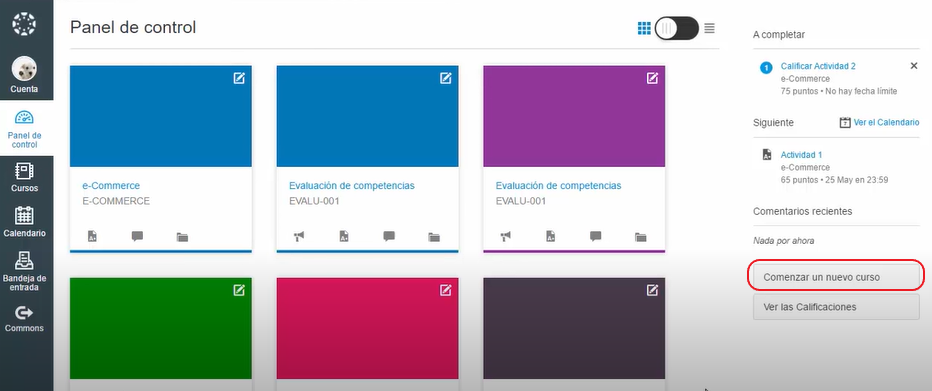 Cuenta
Panel de
control
Cursos
Calendario
Bandeja de
entrada
Commons
Panel de control
e-Commerce
E-COMMERCE
Evaluación de competencias
EVALU-001
Evaluación de competencias
EVALU-001
A completar
1
Calificar Actividad 2
e-Commerce
75 puntos • No hay fecha límite
Siguiente
Ver el Calendario
Actividad 1
e-Commerce
65 puntos • 25 May en 23:59
Comentarios recientes
Nada por ahora
Comenzar un nuevo curso
Ver las Calificaciones